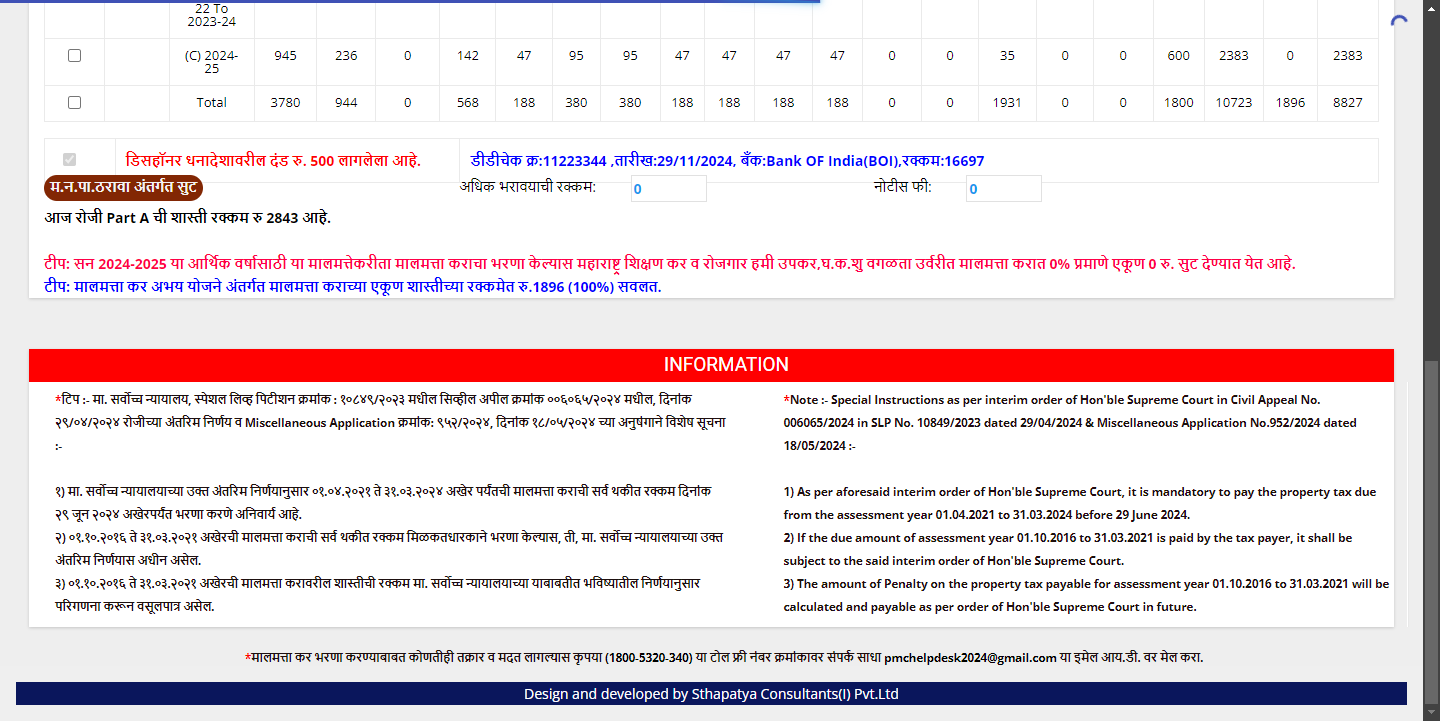 22 To
2023-24
(C) 2024-25 945 236 0 142 47 95 95 47 47 47 47 0 0 35 0 0 600 2383 0 2383
Total 3780 944 0 568 188 380 380 188 188 188 188 0 0 1931 0 0 1800 10723 1896 8827
डिसहॉनर धनादेशावरील दंड रु. 500 लागलेला आहे. डीडीचेक क्र:11223344 ,तारीख:29/11/2024, बँक:Bank OF India(BOI),रक्कम:16697
म.न.पा.ठरावा अंतर्गत सुट अधिक भरावयाची रक्कम: 0 नोटीस फी: 0
आज रोजी Part A ची शास्ती रक्कम रु 2843 आहे.
टीप: सन 2024-2025 या आर्थिक वर्षासाठी या मालमत्तेकरीता मालमत्ता कराचा भरणा केल्यास महाराष्ट्र शिक्षण कर व रोजगार हमी उपकर,घ.क.शु वगळता उर्वरीत मालमत्ता करात 0% प्रमाणे एकूण 0 रु. सुट देण्यात येत आहे.
टीप: मालमत्ता कर अभय योजने अंतर्गत मालमत्ता कराच्या एकूण शास्तीच्या रक्कमेत रु.1896 (100%) सवलत.
INFORMATION
*टिप :- मा. सर्वोच्च न्यायालय, स्पेशल लिव्ह पिटीशन क्रमांक : १०८४९/२०२३ मधील सिव्हील अपील क्रमांक ००६०६५/२०२४ मधील, दिनांक
२९/०४/२०२४ रोजीच्या अंतरिम निर्णय व Miscellaneous Application क्रमांक: ९५२/२०२४, दिनांक १८/०५/२०२४ च्या अनुषंगाने विशेष सूचना
:-
१) मा. सर्वोच्च न्यायालयाच्या उक्त अंतरिम निर्णयानुसार ०१.०४.२०२१ ते ३१.०३.२०२४ अखेर पर्यंतची मालमत्ता कराची सर्व थकीत रक्कम दिनांक
२९ जून २०२४ अखेरपर्यंत भरणा करणे अनिवार्य आहे.
२) ०१.१०.२०१६ ते ३१.०३.२०२१ अखेरची मालमत्ता कराची सर्व थकीत रक्कम मिळकतधारकाने भरणा केल्यास, ती, मा. सर्वोच्च न्यायालयाच्या उक्त
अंतरिम निर्णयास अधीन असेल.
३) ०१.१०.२०१६ ते ३१.०३.२०२१ अखेरची मालमत्ता करावरील शास्तीची रक्कम मा. सर्वोच्च न्यायालयाच्या याबाबतीत भविष्यातील निर्णयानुसार
परिगणना करून वसूलपात्र असेल.
*Note :- Special Instructions as per interim order of Hon'ble Supreme Court in Civil Appeal No.
006065/2024 in SLP No. 10849/2023 dated 29/04/2024 & Miscellaneous Application No.952/2024 dated
18/05/2024 :-
1) As per aforesaid interim order of Hon'ble Supreme Court, it is mandatory to pay the property tax due
from the assessment year 01.04.2021 to 31.03.2024 before 29 June 2024.
2) If the due amount of assessment year 01.10.2016 to 31.03.2021 is paid by the tax payer, it shall be
subject to the said interim order of Hon'ble Supreme Court.
3) The amount of Penalty on the property tax payable for assessment year 01.10.2016 to 31.03.2021 will be
calculated and payable as per order of Hon'ble Supreme Court in future.
*मालमत्ता कर भरणा करण्याबाबत कोणतीही तक्रार व मदत लागल्यास कृपया (1800-5320-340) या टोल फ्री नंबर क्रमांकावर संपर्क साधा pmchelpdesk2024@gmail.com या इमेल आय.डी. वर मेल करा.
Design and developed by Sthapatya Consultants(I) Pvt.Ltd